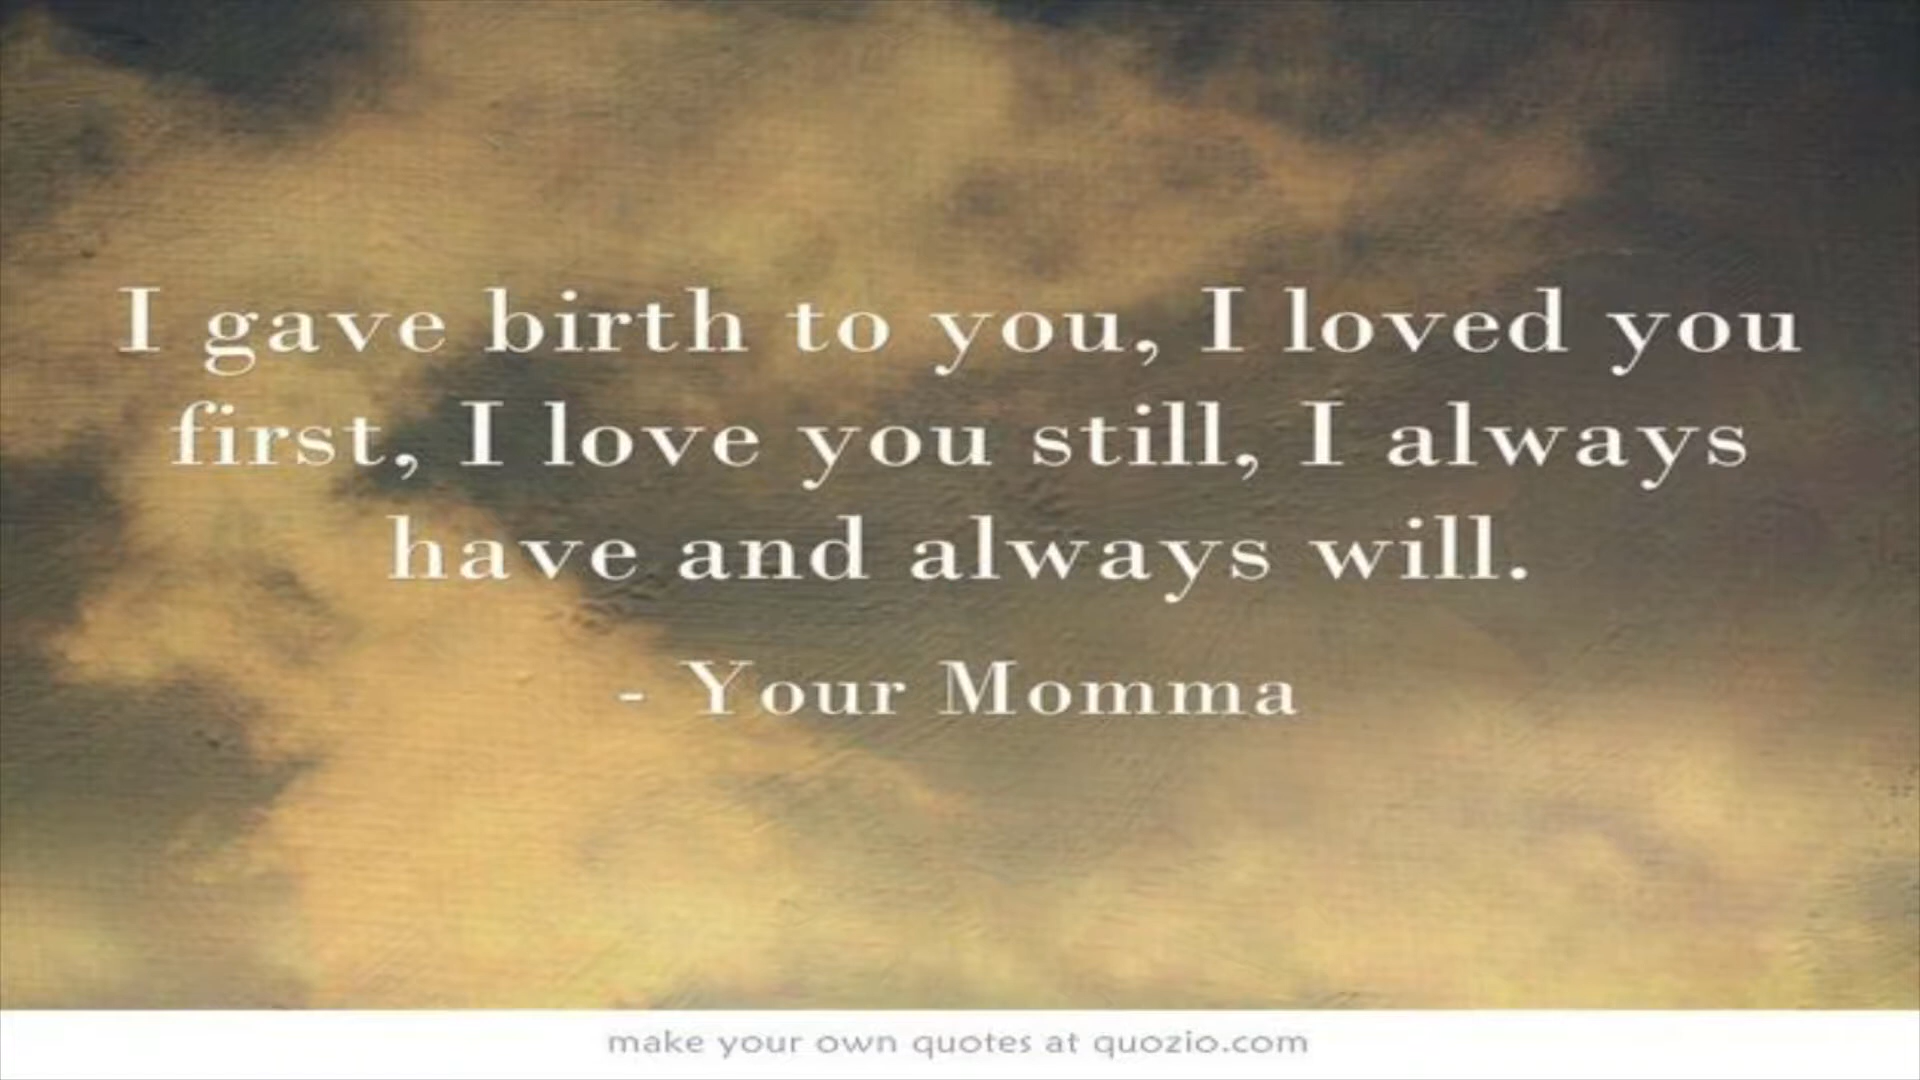 I gave birth to you, I loved you
first, I love you still, I always
have and always will.
- Your Momma
make your own quotes at quozio.com